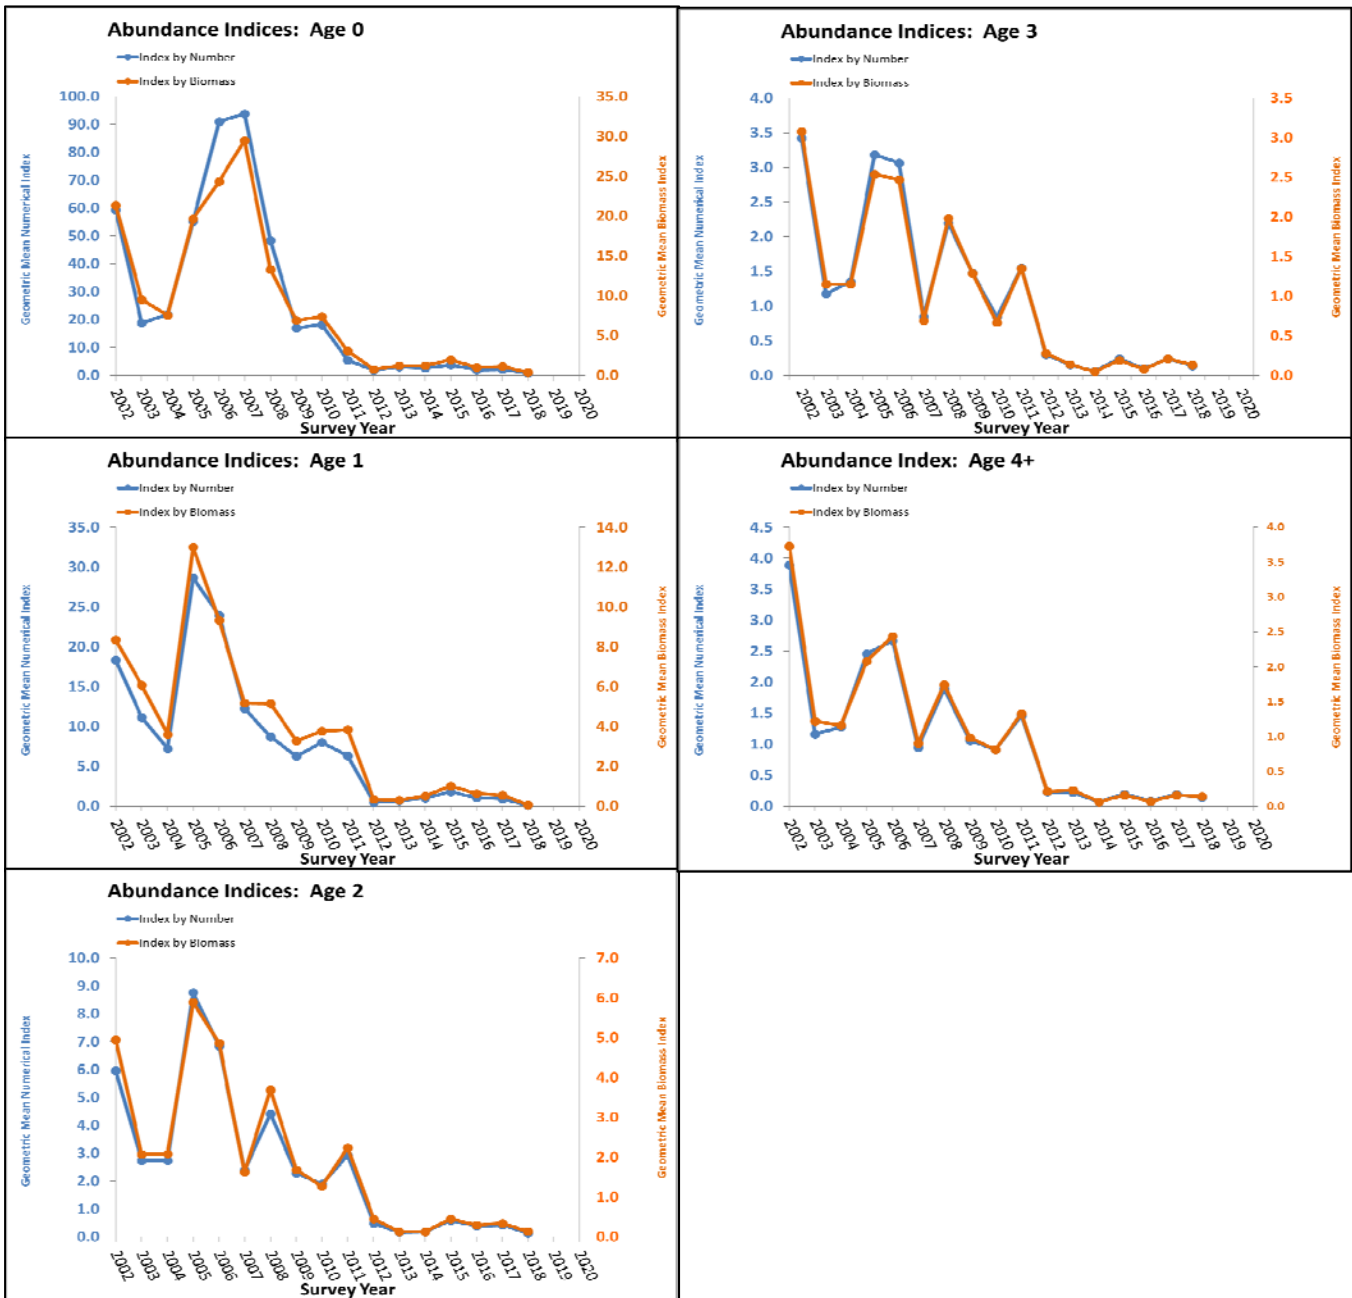 Abundance Indices: Age 0
Index by Number
Index by Biomass
Geometric Mean Numerical Index
100.0
90.0
80.0
70.0
60.0
50.0
40.0
30.0
20.0
10.0
0.0
35.0
30.0
25.0
20.0
15.0
10.0
5.0
0.0
Geometric Mean Biomass Index
2002 2003 2004 2005 2006 2007 2008 2009 2010 2011 2012 2013 2014 2015 2016 2017 2018 2019 2020
Survey Year
Abundance Indices: Age 3
Index by Number
Index by Biomass
Geometric Mean Numerical Index
4.0
3.5
3.0
2.5
2.0
1.5
1.0
0.5
0.0
3.5
3.0
2.5
2.0
1.5
1.0
0.5
0.0
Geometric Mean Biomass Index
2002 2003 2004 2005 2006 2007 2008 2009 2010 2011 2012 2013 2014 2015 2016 2017 2018 2019 2020
Survey Year
Abundance Indices: Age 1
Index by Number
Index by Biomass
Geometric Mean Numerical Index
35.0
30.0
25.0
20.0
15.0
10.0
5.0
0.0
14.0
12.0
10.0
8.0
6.0
4.0
2.0
0.0
Geometric Mean Biomass Index
2002 2003 2004 2005 2006 2007 2008 2009 2010 2011 2012 2013 2014 2015 2016 2017 2018 2019 2020
Survey Year
Abundance Index: Age 4+
Index by Number
Index by Biomass
Geometric Mean Numerical Index
4.5
4.0
3.5
3.0
2.5
2.0
1.5
1.0
0.5
0.0
4.0
3.5
3.0
2.5
2.0
1.5
1.0
0.5
0.0
Geometric Mean Biomass Index
2002 2003 2004 2005 2006 2007 2008 2009 2010 2011 2012 2013 2014 2015 2016 2017 2018 2019 2020
Survey Year
Abundance Indices: Age 2
Index by Number
Index by Biomass
Geometric Mean Numerical Index
10.0
9.0
8.0
7.0
6.0
5.0
4.0
3.0
2.0
1.0
0.0
7.0
6.0
5.0
4.0
3.0
2.0
1.0
0.0
Geometric Mean Biomass Index
2002 2003 2004 2005 2006 2007 2008 2009 2010 2011 2012 2013 2014 2015 2016 2017 2018 2019 2020
Survey Year